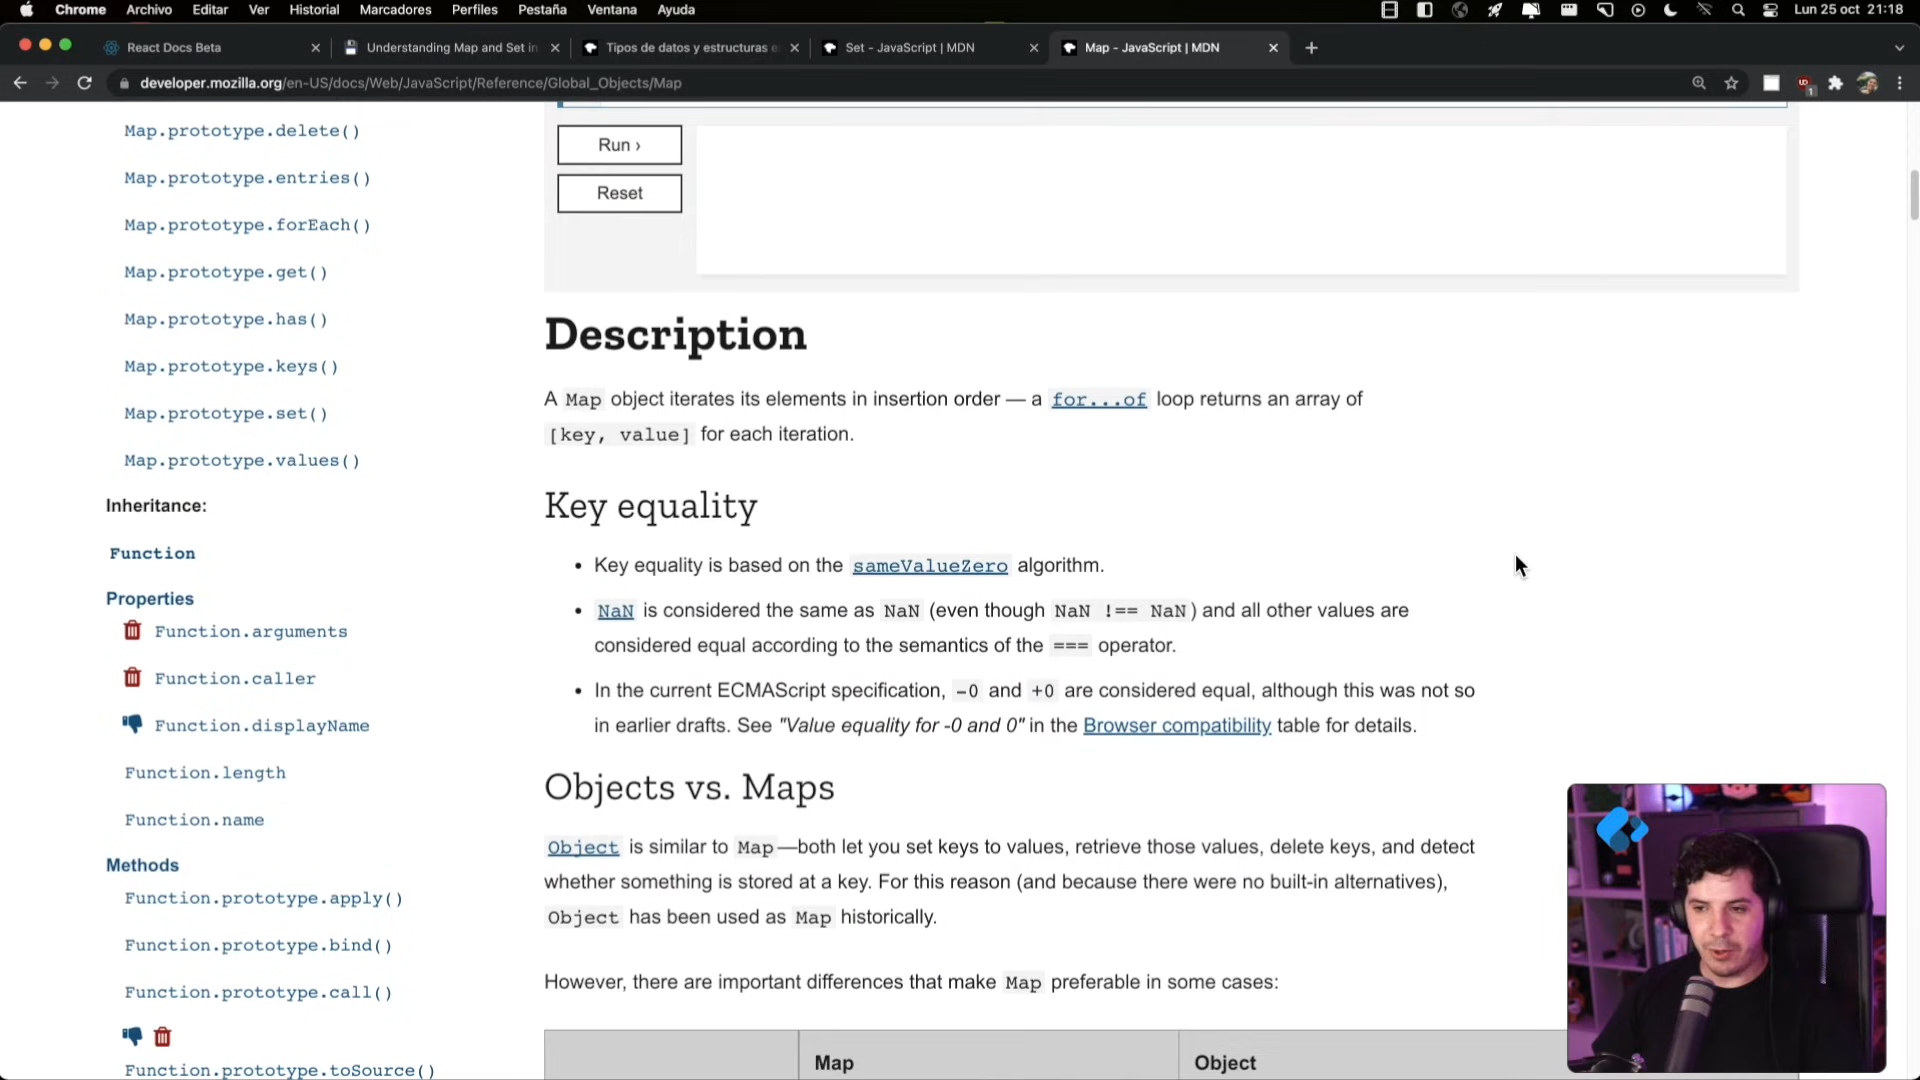 Chrome Archivo Editar Ver Historial Marcadores Perfiles Pestaña Ventana Ayuda Lun 25 oct 21:18
React Docs Beta Understanding Map and Set in Tipos de datos y estructuras Set - JavaScript | MDN Map - JavaScript | MDN
developer.mozilla.org/en-US/docs/Web/JavaScript/Reference/Global_Objects/Map
Map.prototype.delete()
Map.prototype.entries()
Map.prototype.forEach()
Map.prototype.get()
Map.prototype.has()
Map.prototype.keys()
Map.prototype.set()
Map.prototype.values()
Inheritance:
Function
Properties
Function.arguments
Function.caller
Function.displayName
Function.length
Function.name
Methods
Function.prototype.apply()
Function.prototype.bind()
Function.prototype.call()
Function.prototype.toSource()
Run ›
Reset
Description
A Map object iterates its elements in insertion order — a for...of loop returns an array of
[key, value] for each iteration.
Key equality
• Key equality is based on the sameValueZero algorithm.
• NaN is considered the same as NaN (even though NaN !== NaN) and all other values are
considered equal according to the semantics of the === operator.
• In the current ECMAScript specification, -0 and +0 are considered equal, although this was not so
in earlier drafts. See "Value equality for -0 and 0" in the Browser compatibility table for details.
Objects vs. Maps
Object is similar to Map—both let you set keys to values, retrieve those values, delete keys, and detect
whether something is stored at a key. For this reason (and because there were no built-in alternatives),
Object has been used as Map historically.
However, there are important differences that make Map preferable in some cases:
Map Object